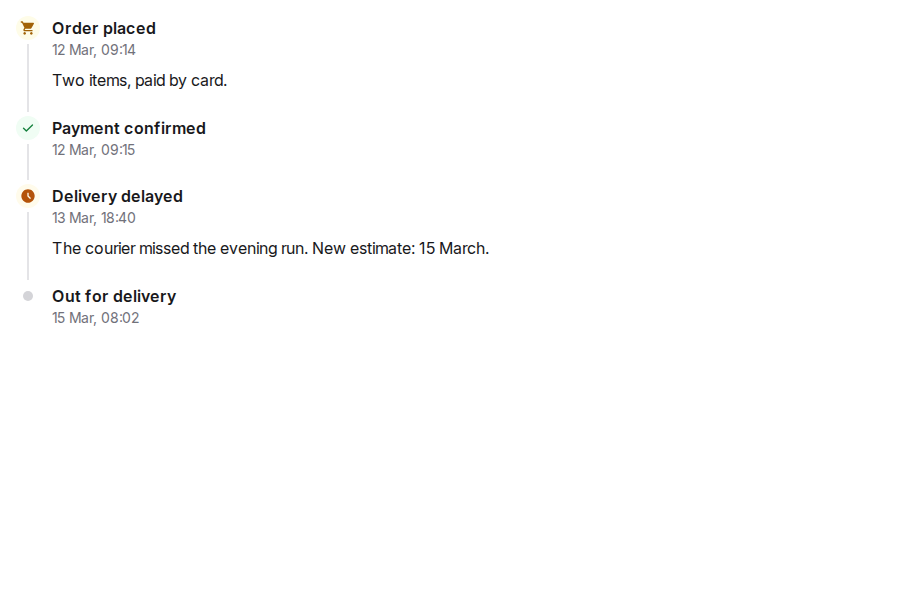 Order placed
12 Mar, 09:14
Two items, paid by card.
Payment confirmed
12 Mar, 09:15
Delivery delayed
13 Mar, 18:40
The courier missed the evening run. New estimate: 15 March.
Out for delivery
15 Mar, 08:02